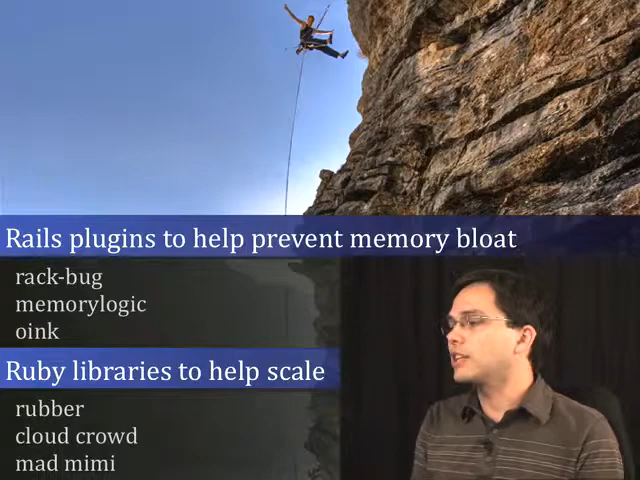 Rails plugins to help prevent memory bloat
rack-bug
memorylogic
oink
Ruby libraries to help scale
rubber
cloud crowd
mad mimi